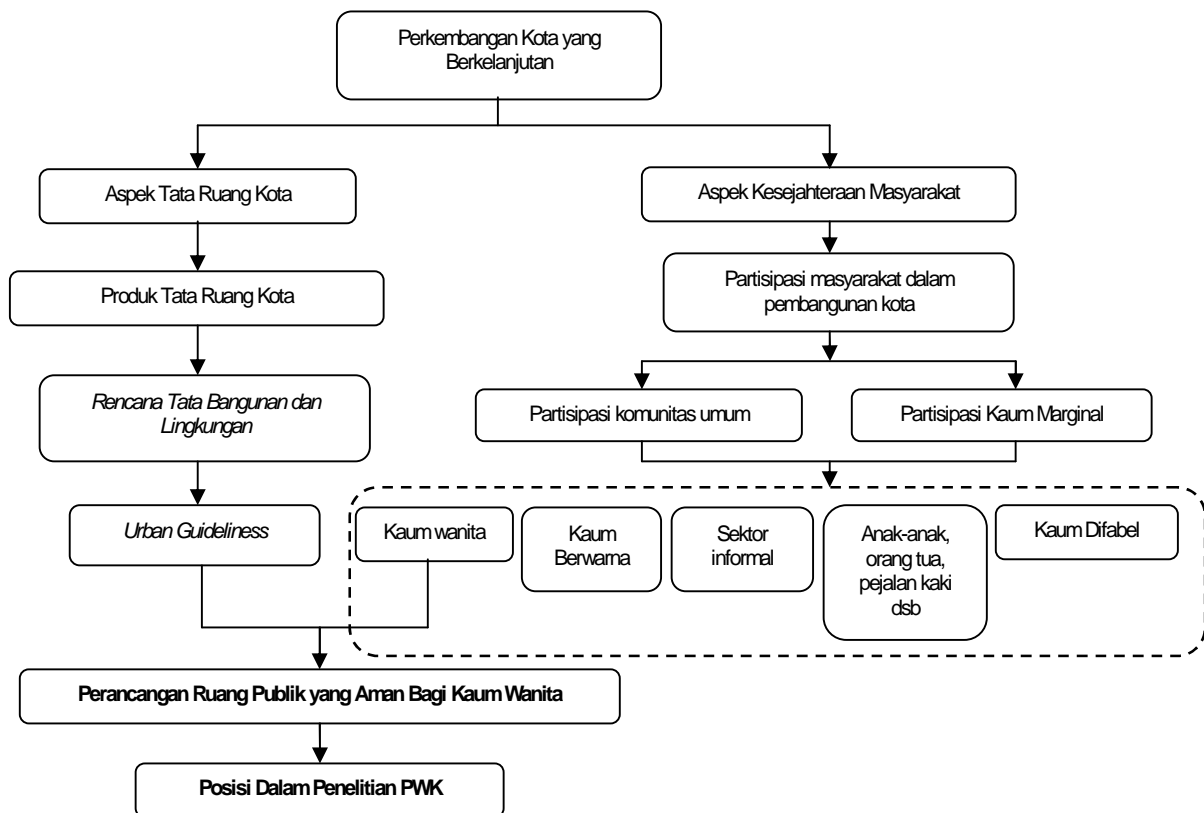 Perkembangan Kota yang
Berkelanjutan
Aspek Tata Ruang Kota
Aspek Kesejahteraan Masyarakat
Produk Tata Ruang Kota
Partisipasi masyarakat dalam
pembangunan kota
Rencana Tata Bangunan dan
Lingkungan
Partisipasi komunitas umum
Partisipasi Kaum Marginal
Urban Guideliness
Kaum wanita
Kaum
Berwarna
Sektor
informal
Anak-anak,
orang tua,
pejalan kaki
dsb
Kaum Difabel
Perancangan Ruang Publik yang Aman Bagi Kaum Wanita
Posisi Dalam Penelitian PWK